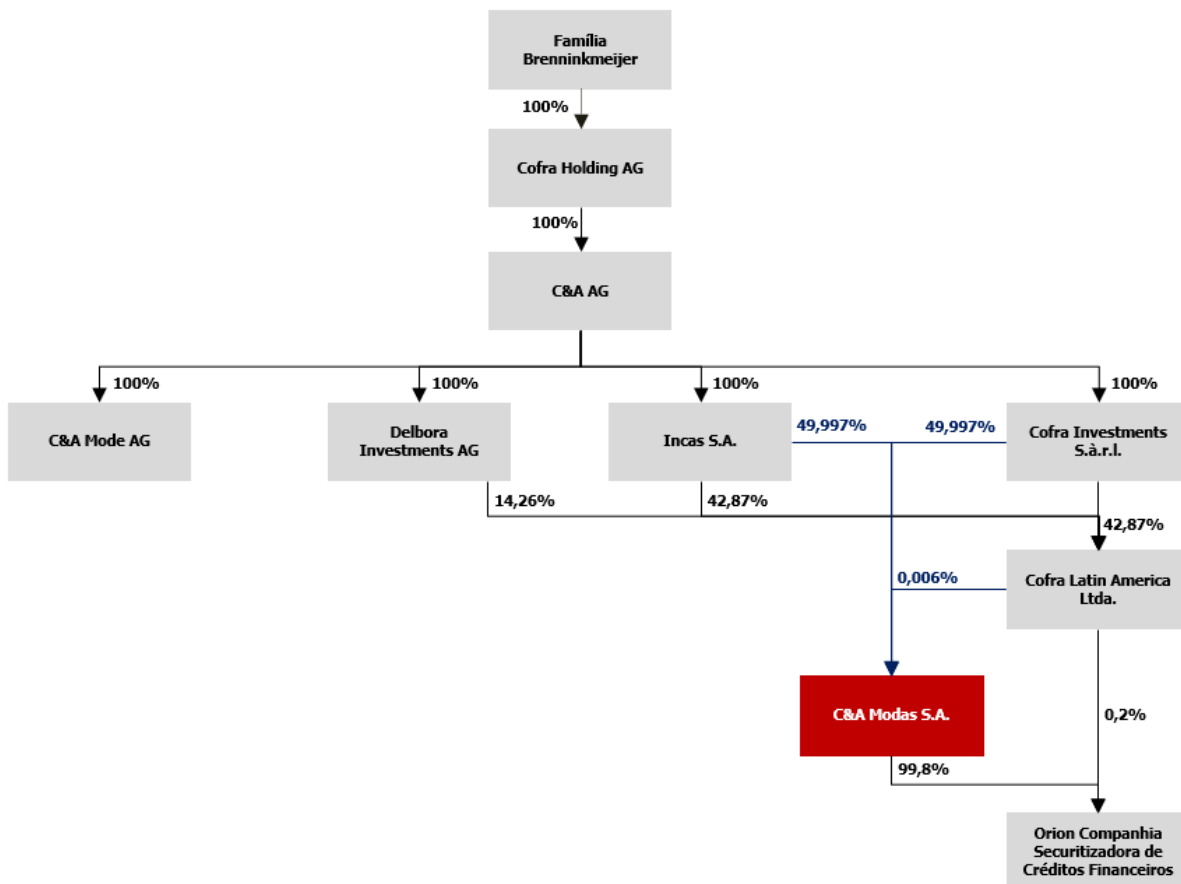 Família
Brenninkmeijer
100%
Cofra Holding AG
100%
C&A AG
100%
100%
100%
100%
C&A Mode AG
Delbora
Investments AG
Incas S.A.
49,997%
49,997%
Cofra Investments
S.à.r.l.
14,26%
42,87%
42,87%
0,006%
Cofra Latin America
Ltda.
C&A Modas S.A.
0,2%
99,8%
Orion Companhia
Securitizadora de
Créditos Financeiros